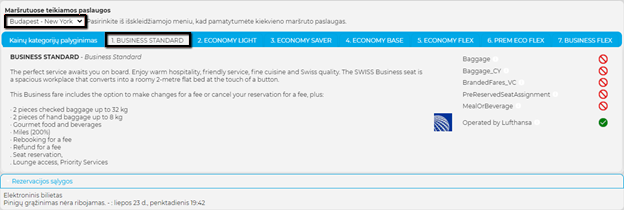 Maršrutuose teikiamos paslaugos
Budapest - New York Pasirinkite iš išskleidžiamojo meniu, kad pamatytumėte kiekvieno maršruto paslaugas.
Kainų kategorijų palyginimas 1. BUSINESS STANDARD 2. ECONOMY LIGHT 3. ECONOMY SAVER 4. ECONOMY BASE 5. ECONOMY FLEX 6. PREM ECO FLEX 7. BUSINESS FLEX
BUSINESS STANDARD - Business Standard
The perfect service awaits you on board. Enjoy warm hospitality, friendly service, fine cuisine and Swiss quality. The SWISS Business seat is
a spacious workplace that converts into a roomy 2-metre flat bed at the touch of a button.
This Business fare includes the option to make changes for a fee or cancel your reservation for a fee, plus:
· 2 pieces checked baggage up to 32 kg
· 2 pieces of hand baggage up to 8 kg
· Gourmet food and beverages
· Miles (200%)
· Rebooking for a fee
· Refund for a fee
. Seat reservation,
. Lounge access, Priority Services
Baggage
Baggage_CY
BrandedFares_VC
PreReservedSeatAssignment
MealOrBeverage
Operated by Lufthansa
Rezervacijos sąlygos
Elektroninis bilietas
Pinigų grąžinimas nėra ribojamas. - : liepos 23 d., penktadienis 19:42